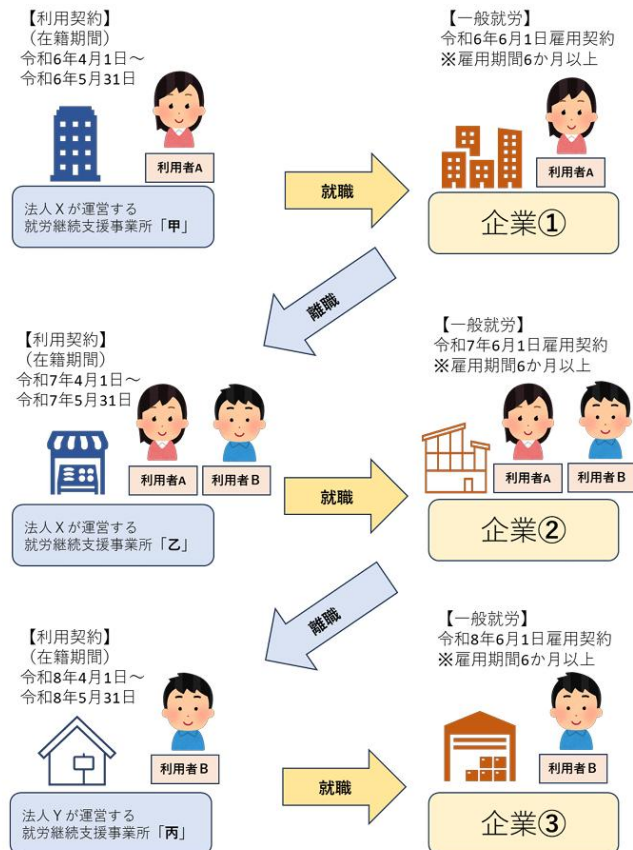 【利用契約】
(在籍期間)
令和6年4月1日～
令和6年5月31日
利用者A
法人Xが運営する
就労継続支援事業所「甲」
就職
【一般就労】
令和6年6月1日雇用契約
※雇用期間6か月以上
利用者A
企業①
離職
【利用契約】
(在籍期間)
令和7年4月1日～
令和7年5月31日
利用者A
利用者B
法人Xが運営する
就労継続支援事業所「乙」
就職
【一般就労】
令和7年6月1日雇用契約
※雇用期間6か月以上
利用者A
利用者B
企業②
離職
【利用契約】
(在籍期間)
令和8年4月1日～
令和8年5月31日
利用者B
法人Yが運営する
就労継続支援事業所「丙」
就職
【一般就労】
令和8年6月1日雇用契約
※雇用期間6か月以上
利用者B
企業③